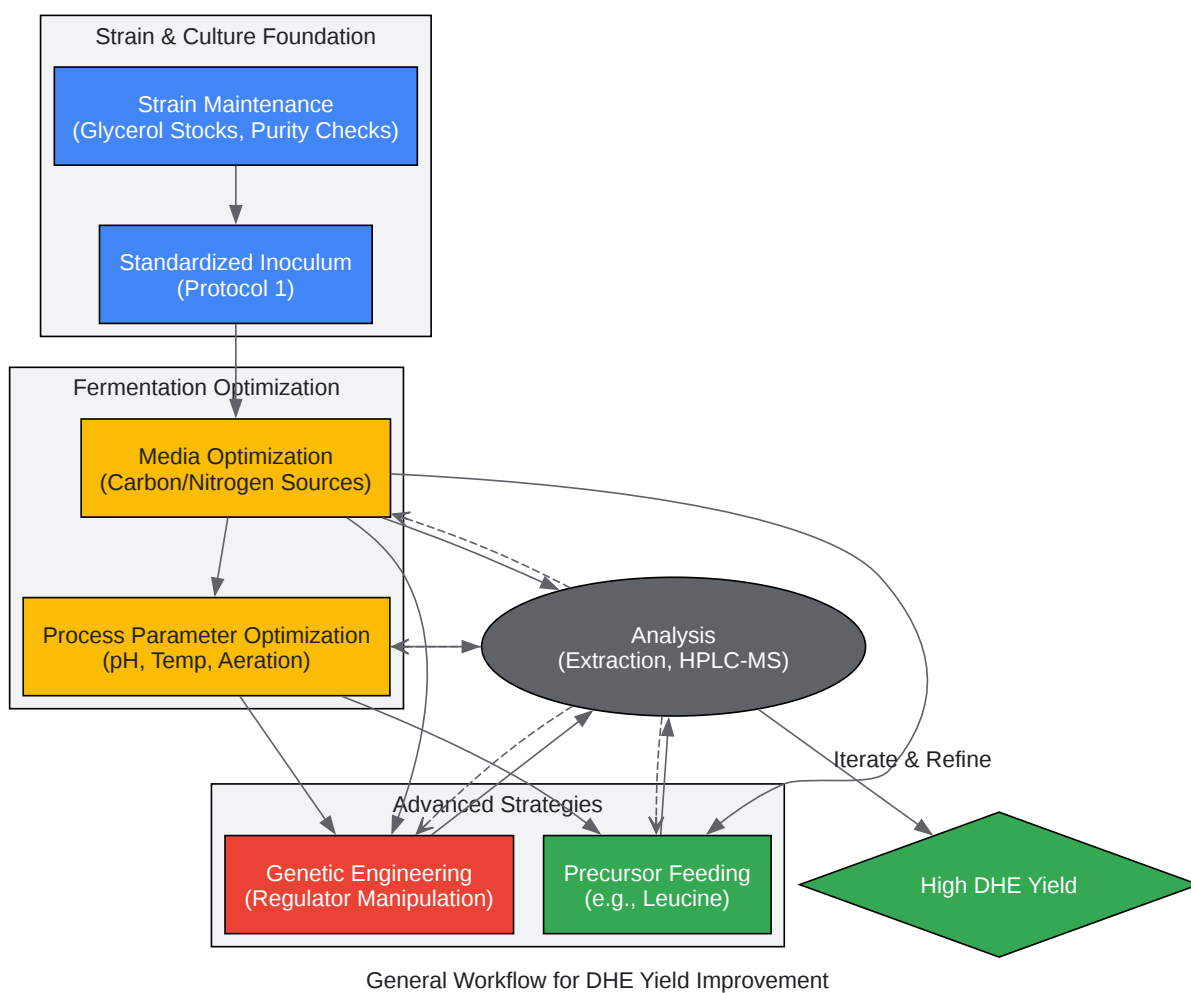 Strain & Culture Foundation
Strain Maintenance
(Glycerol Stocks, Purity Checks)
Standardized Inoculum
(Protocol 1)
Fermentation Optimization
Media Optimization
(Carbon/Nitrogen Sources)
Process Parameter Optimization
(pH, Temp, Aeration)
Analysis
(Extraction, HPLC-MS)
Iterate & Refine
Advanced Strategies
Genetic Engineering
(Regulator Manipulation)
Precursor Feeding
(e.g., Leucine)
High DHE Yield
General Workflow for DHE Yield Improvement